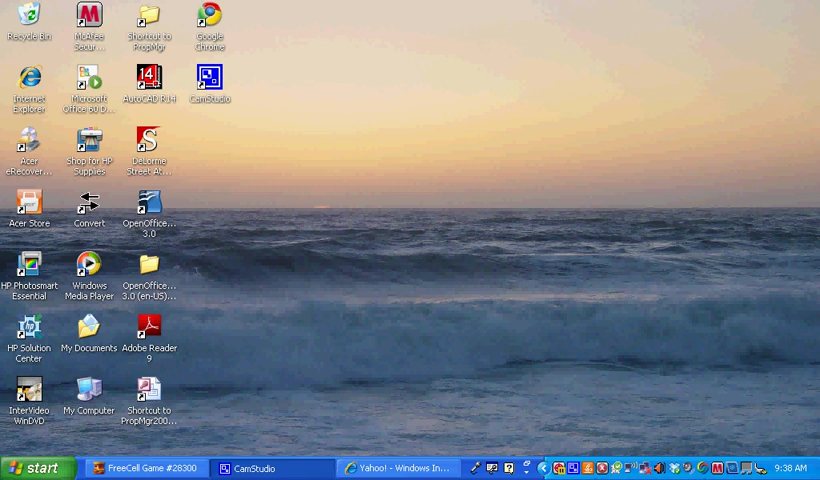 Recycle Bin
McAfee
Secur...
Shortcut to
PropMgr
Google
Chrome
Internet
Explorer
Microsoft
Office 60 D...
14
AutoCAD R14
CamStudio
Acer
eRecover...
Shop for HP
Supplies
S
DeLorme
Street At...
Acer Store
Convert
OpenOffice...
3.0
HP Photosmart
Essential
Windows
Media Player
OpenOffice...
3.0 (en-US)...
HP Solution
Center
My Documents
Adobe Reader
9
InterVideo
WinDVD
My Computer
Shortcut to
PropMgr200...
start
FreeCell Game #28300
CamStudio
Yahoo! - Windows In...
9:38 AM